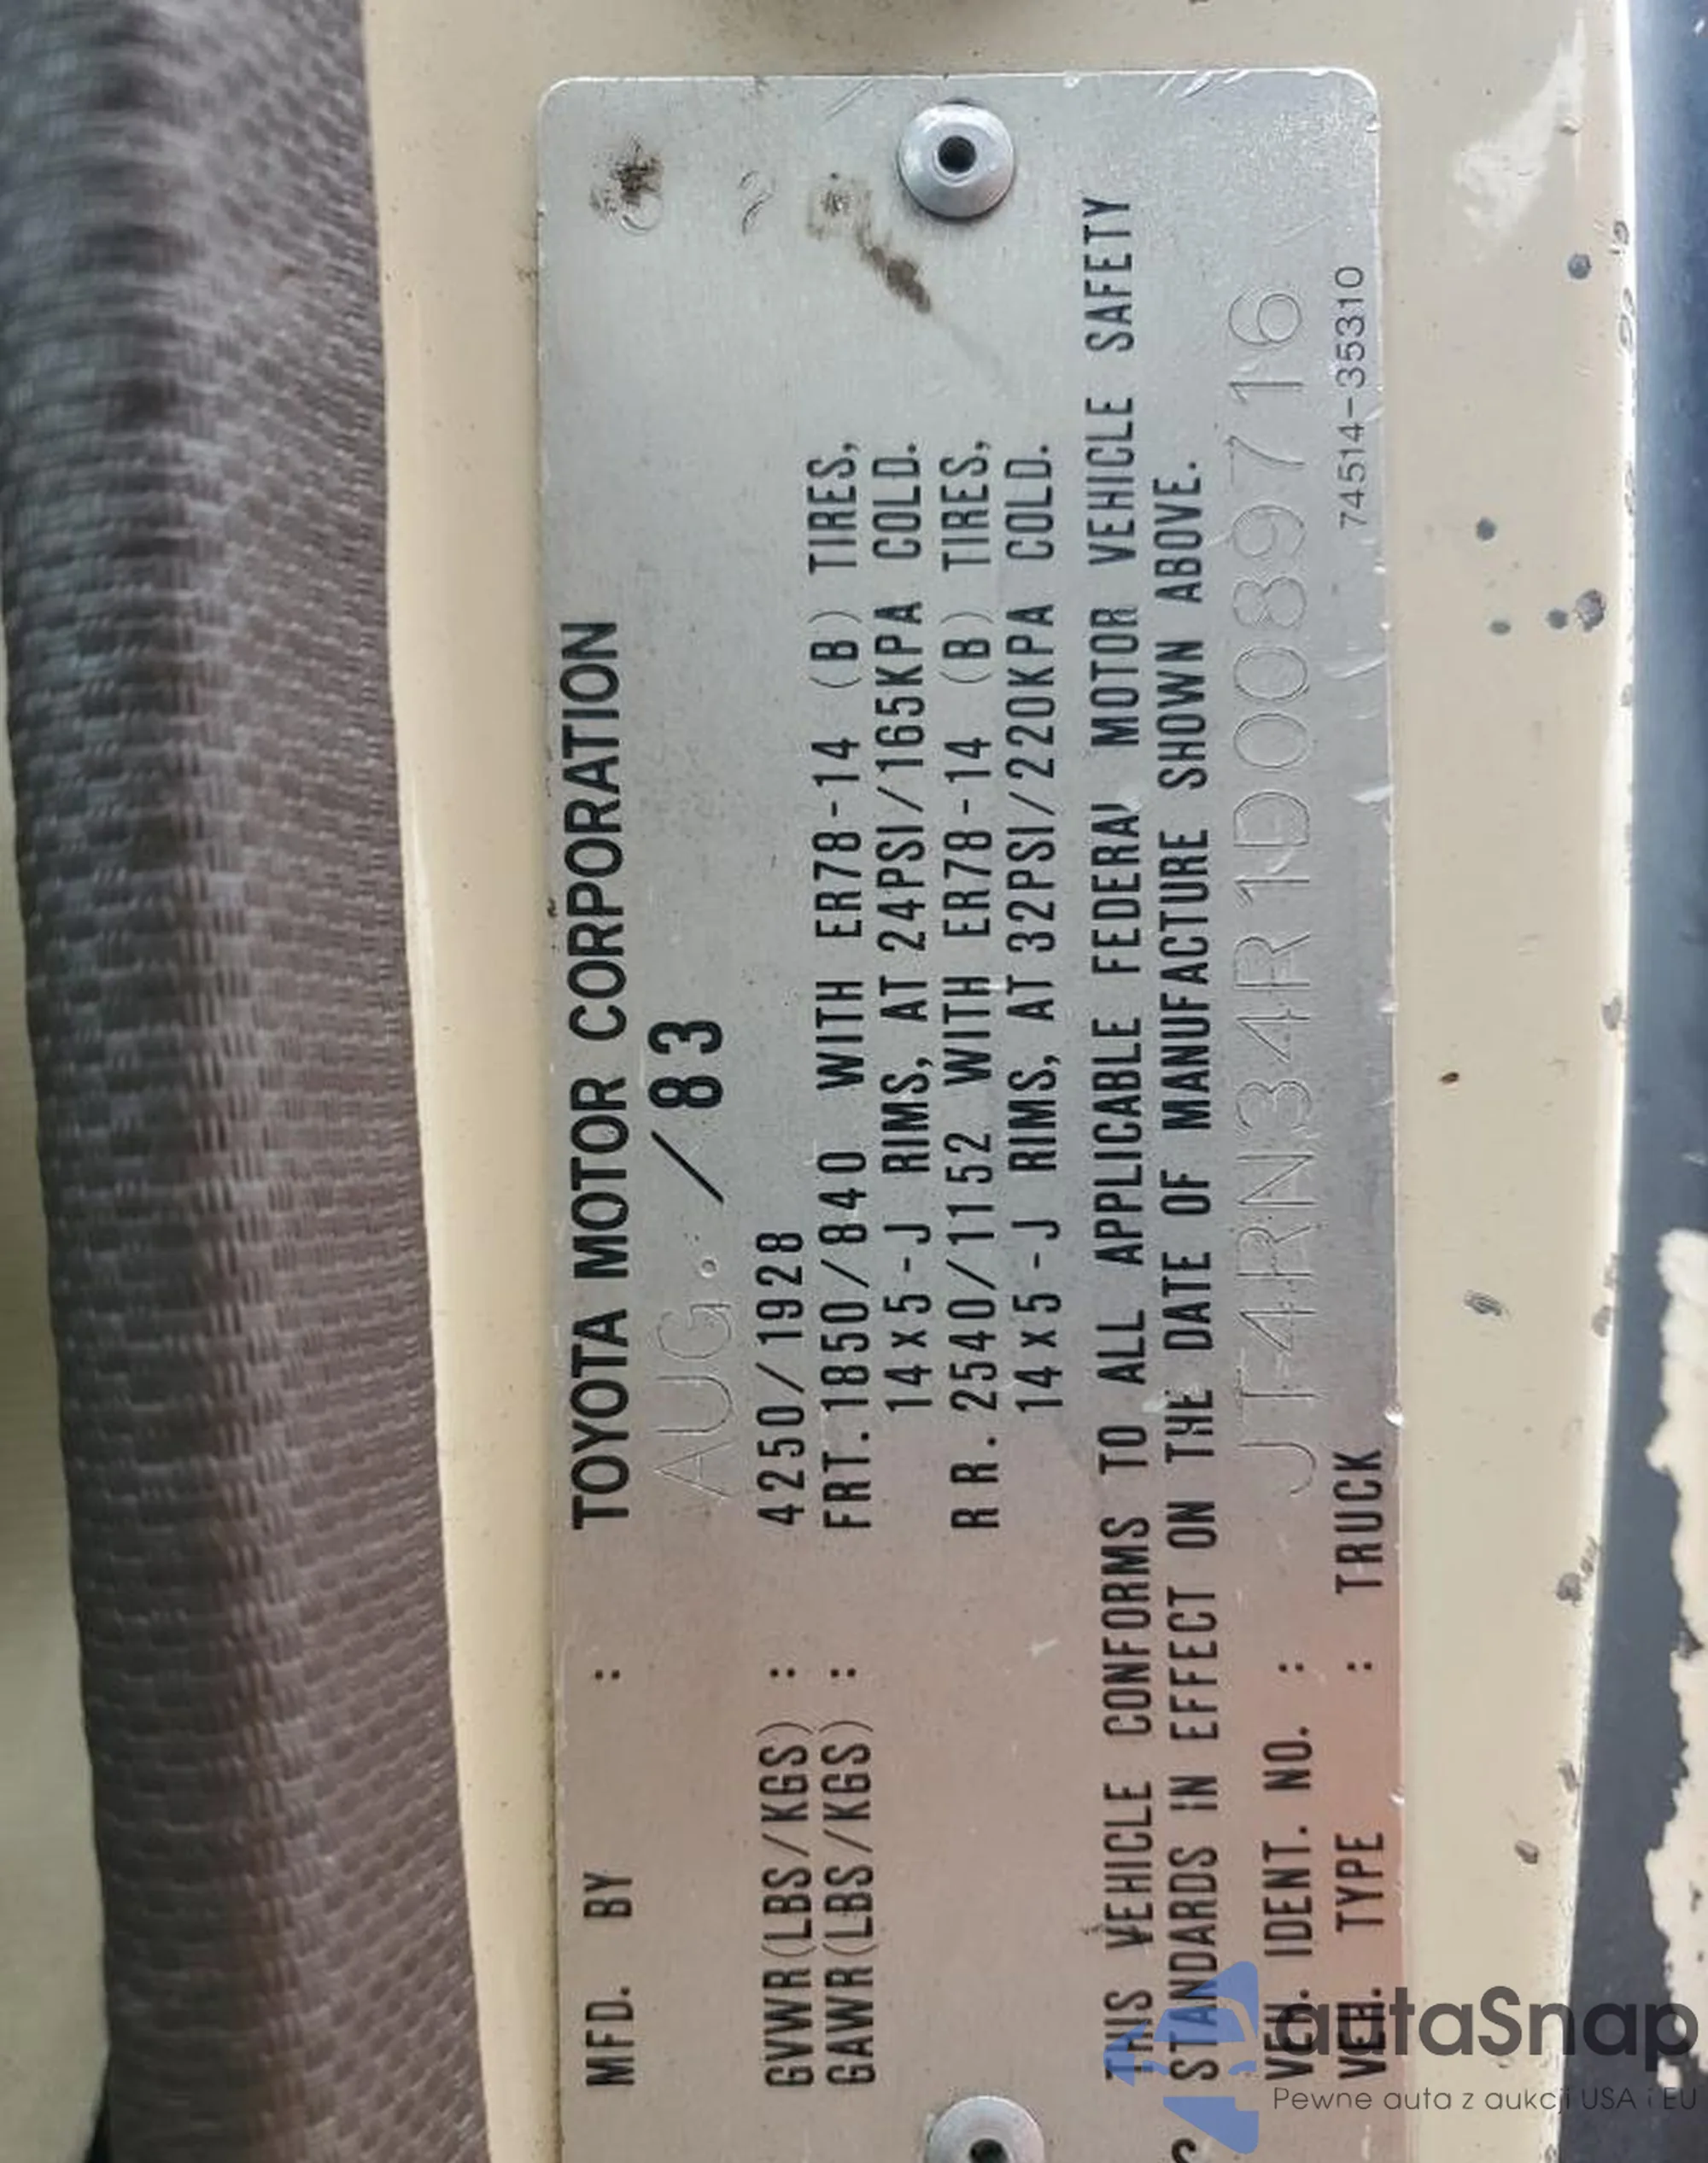 MFD. BY : TOYOTA MOTOR CORPORATION
AUG. /83
GVWR(LBS/KGS) : 4250/1928
GAWR(LBS/KGS) : FRT.1850/840 WITH ER78-14 (B) TIRES,
14x5-J RIMS, AT 24PSI/165KPA COLD.
RR. 2540/1152 WITH ER78-14 (B) TIRES,
14x5-J RIMS, AT 32PSI/220KPA COLD.
THIS VEHICLE CONFORMS TO ALL APPLICABLE FEDERAL MOTOR VEHICLE SAFETY
STANDARDS IN EFFECT ON THE DATE OF MANUFACTURE SHOWN ABOVE.
VEH. IDENT. NO. : JT4RN34R1D0089716
VEH. TYPE : TRUCK 74514-35310
autaSnap
Pewne auta z aukcji USA i EU